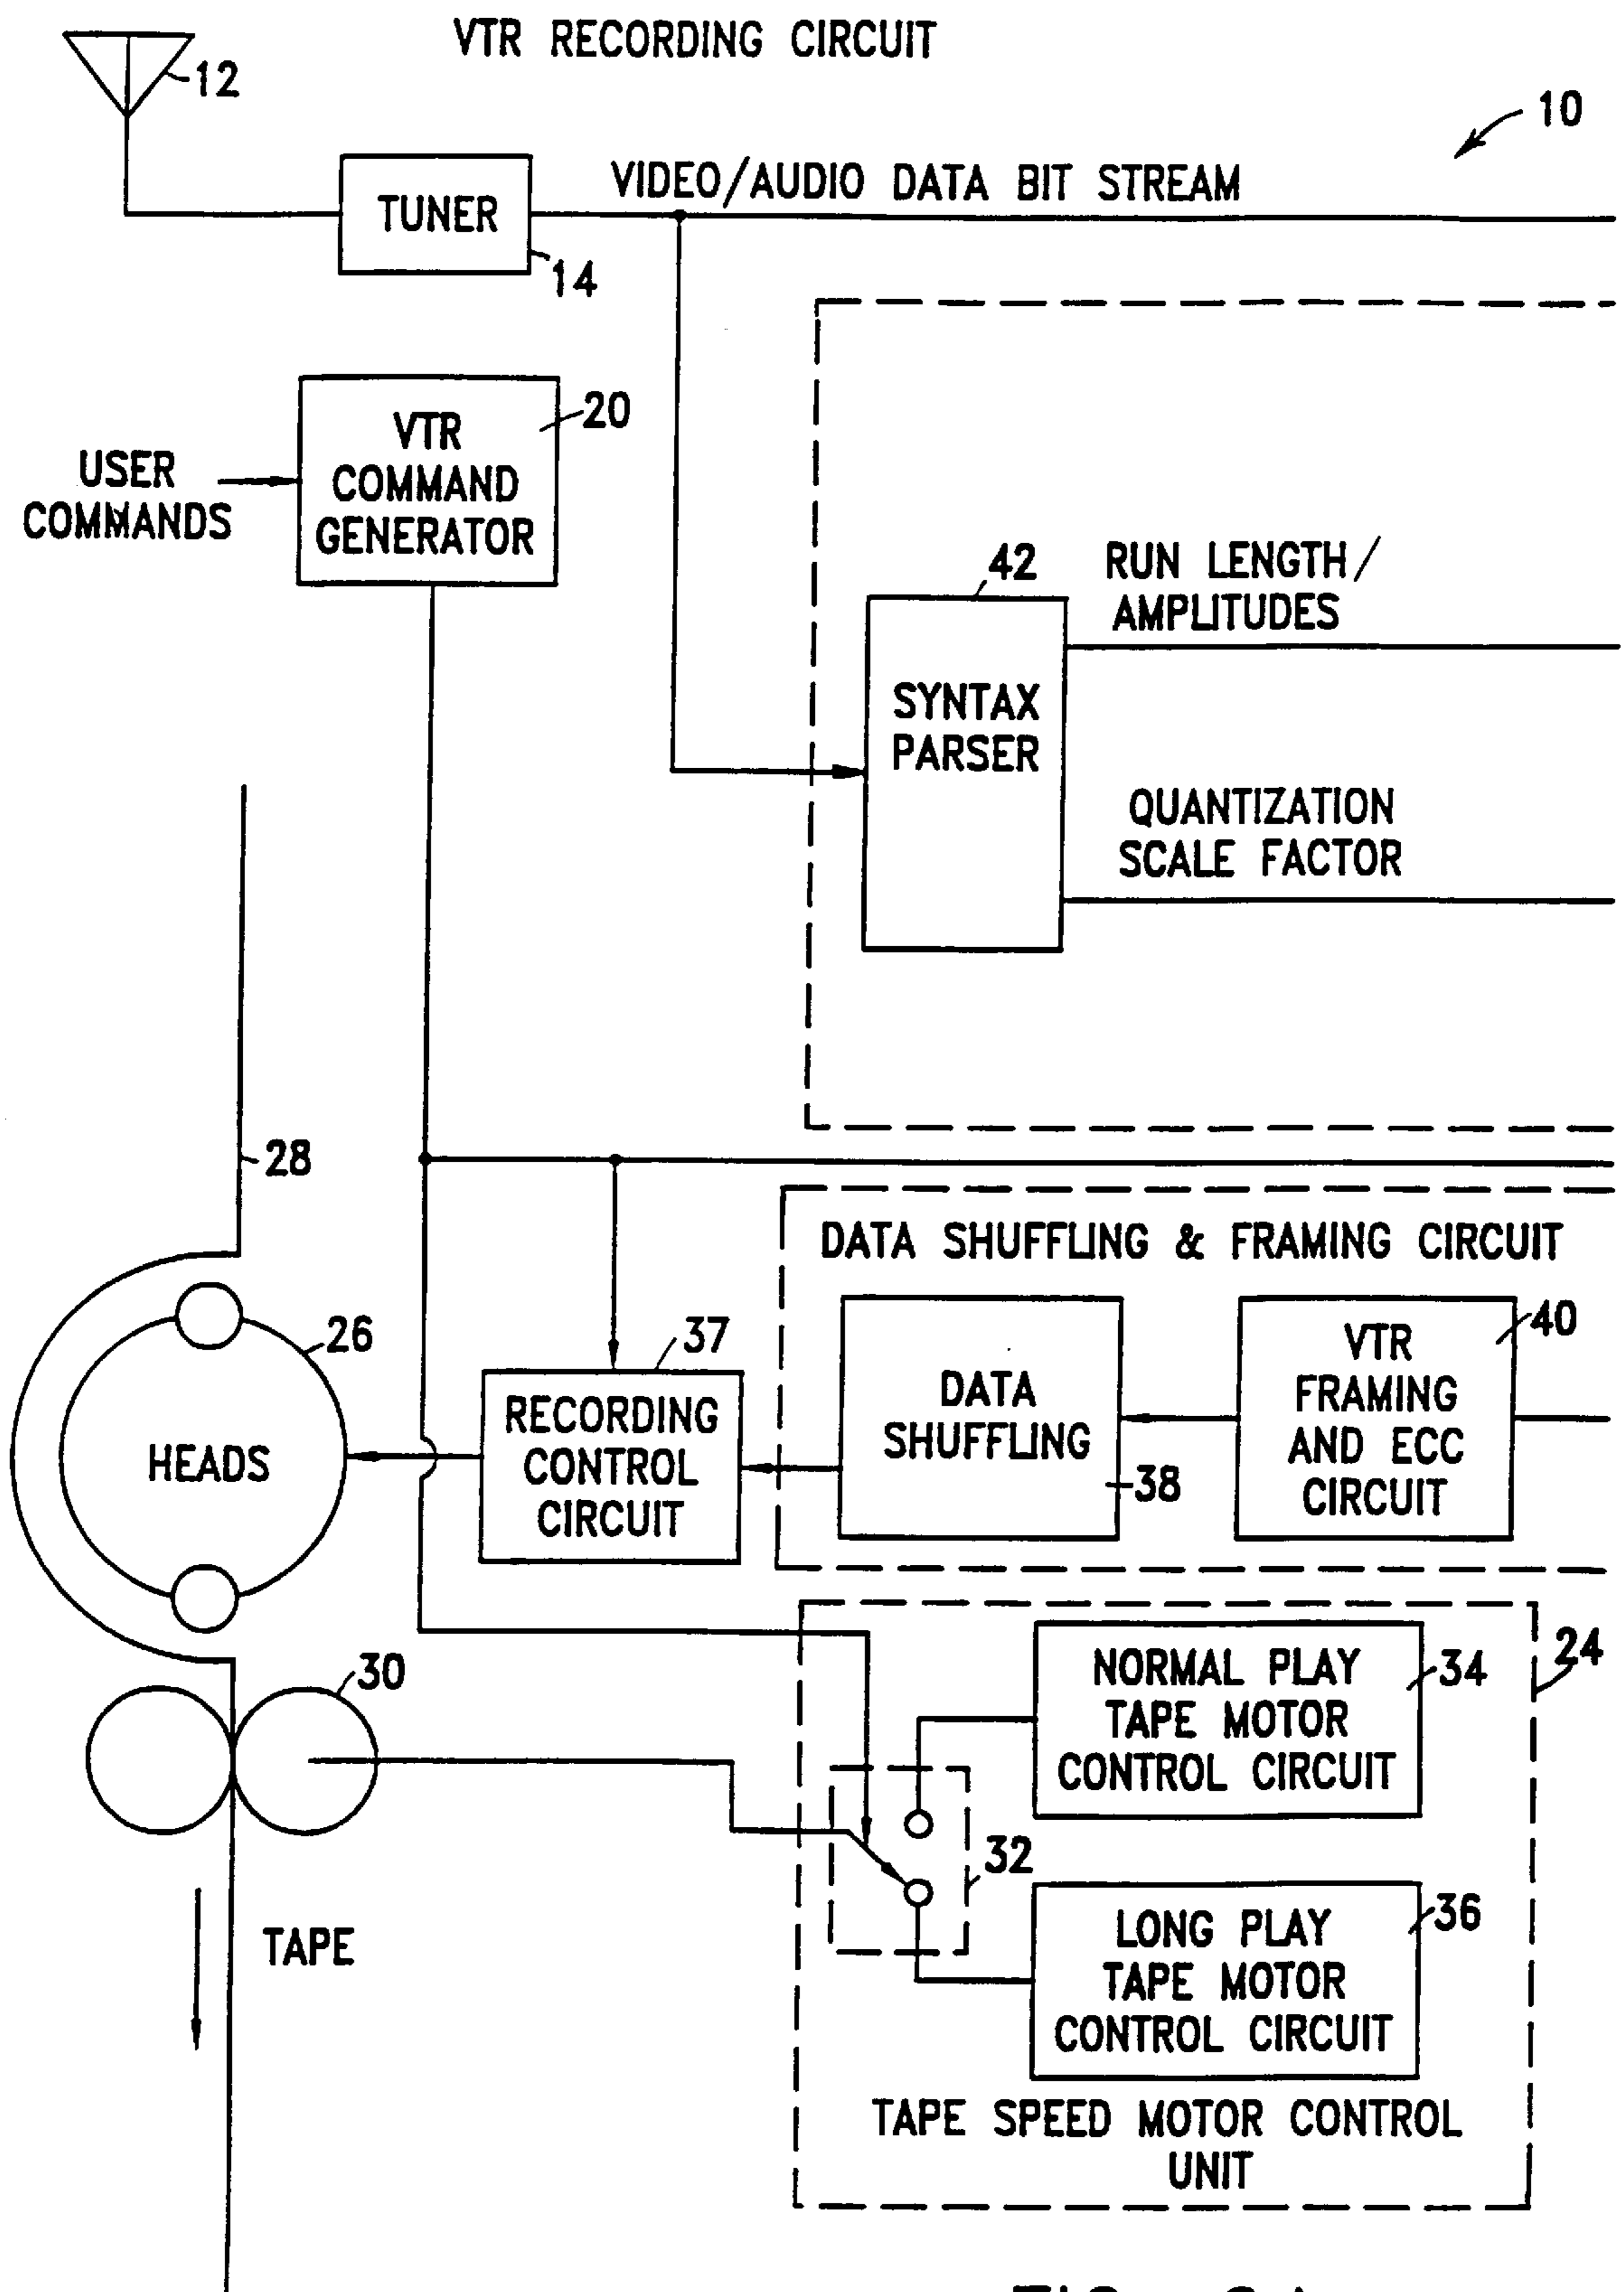 VTR RECORDING CIRCUIT
12
10
TUNER
14
VIDEO/AUDIO DATA BIT STREAM
USER
COMMANDS
VTR
COMMAND
GENERATOR
20
42
RUN LENGTH/
AMPLITUDES
SYNTAX
PARSER
QUANTIZATION
SCALE FACTOR
28
DATA SHUFFLING & FRAMING CIRCUIT
26
HEADS
37
RECORDING
CONTROL
CIRCUIT
DATA
SHUFFLING
38
VTR
FRAMING
AND ECC
CIRCUIT
40
30
NORMAL PLAY
TAPE MOTOR
CONTROL CIRCUIT
34
24
32
LONG PLAY
TAPE MOTOR
CONTROL CIRCUIT
36
TAPE
TAPE SPEED MOTOR CONTROL
UNIT